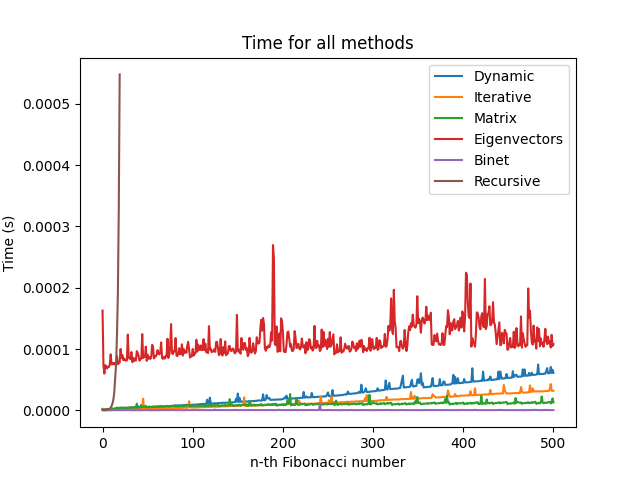 Time for all methods
Dynamic
Iterative
Matrix
Eigenvectors
Binet
Recursive
Time (s)
0.0005
0.0004
0.0003
0.0002
0.0001
0.0000
0 100 200 300 400 500
n-th Fibonacci number